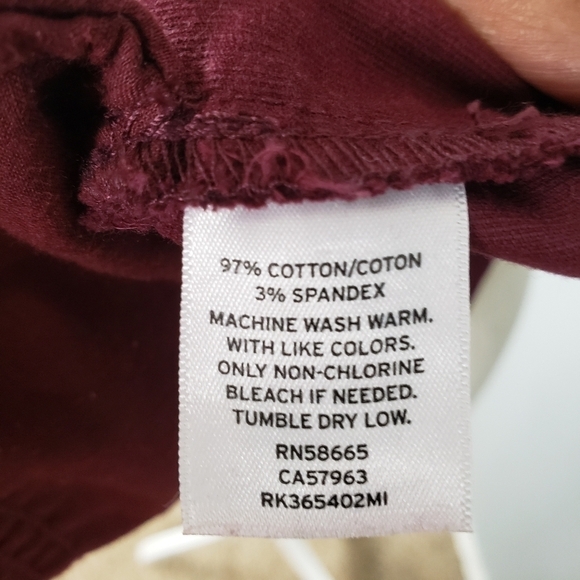 97% COTTON/COTON
3% SPANDEX
MACHINE WASH WARM.
WITH LIKE COLORS.
ONLY NON-CHLORINE
BLEACH IF NEEDED.
TUMBLE DRY LOW.
RN58665
CA57963
RK365402MI